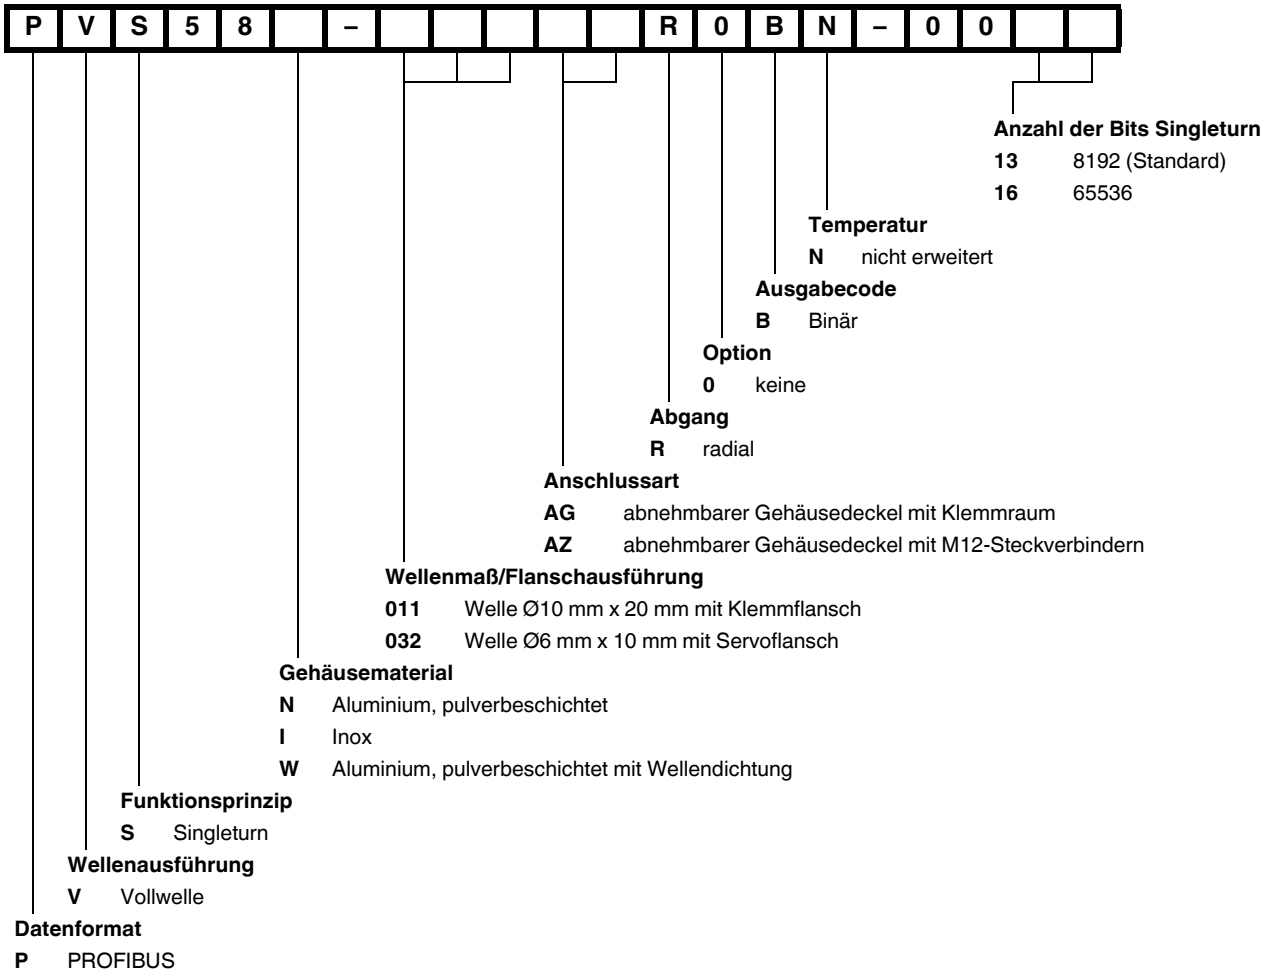 P V S 5 8 – R 0 B N – 0 0
Anzahl der Bits Singleturn
13 8192 (Standard)
16 65536
Temperatur
N nicht erweitert
Ausgabecode
B Binär
Option
0 keine
Abgang
R radial
Anschlussart
AG abnehmbarer Gehäusedeckel mit Klemmraum
AZ abnehmbarer Gehäusedeckel mit M12-Steckverbindern
Wellenmaß/Flanschausführung
011 Welle Ø10 mm x 20 mm mit Klemmflansch
032 Welle Ø6 mm x 10 mm mit Servoflansch
Gehäusematerial
N Aluminium, pulverbeschichtet
I Inox
W Aluminium, pulverbeschichtet mit Wellendichtung
Funktionsprinzip
S Singleturn
Wellenausführung
V Vollwelle
Datenformat
P PROFIBUS